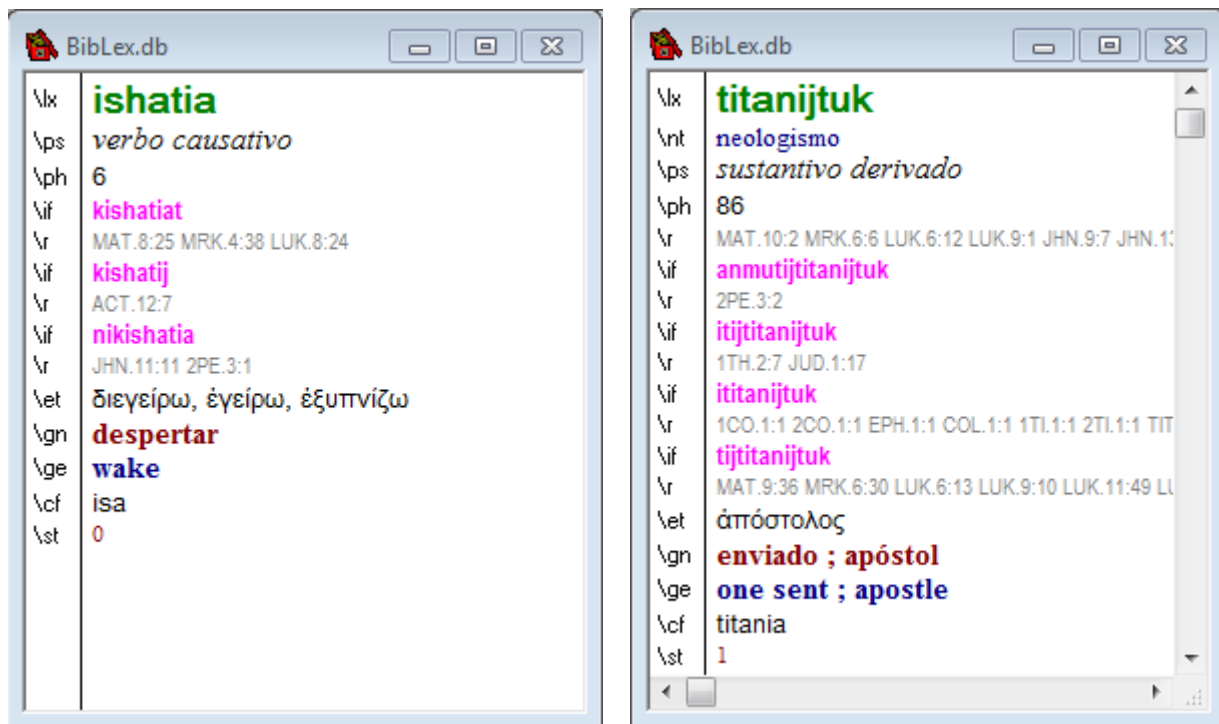 BibLex.db
\lx ishatia
\ps verbo causativo
\ph 6
\if kishatiat
\r MAT.8:25 MRK.4:38 LUK.8:24
\if kishatij
\r ACT.12:7
\if nikishatia
\r JHN.11:11 2PE.3:1
\et διεγείρω, ἐγείρω, ἐξυπνίζω
\gn despertar
\ge wake
\cf isa
\st 0
BibLex.db
\lx titanijtuk
\nt neologismo
\ps sustantivo derivado
\ph 86
\r MAT.10:2 MRK.6:6 LUK.6:12 LUK.9:1 JHN.9:7
\if anmutijtitanijtuk
\r 2PE.3:2
\if itijtitanijtuk
\r 1TH.2:7 JUD.1:17
\if ititanijtuk
\r 1CO.1:1 2CO.1:1 EPH.1:1 COL.1:1 1TI.1:1 2TI.1:1 TIT
\if tijtitanijtuk
\r MAT.9:36 MRK.6:30 LUK.6:13 LUK.9:10 LUK.11:49
\et ἀπόστολος
\gn enviado ; apóstol
\ge one sent ; apostle
\cf titania
\st 1